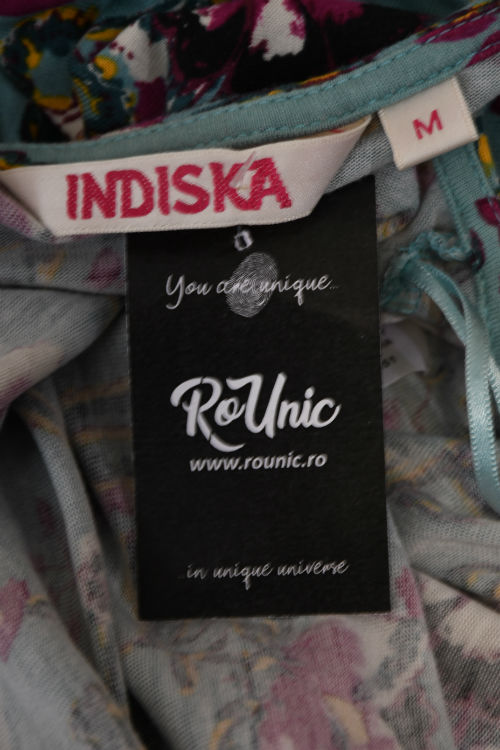 INDISKA
M
You are unique...
RoUnic
www.rounic.ro
...in unique universe